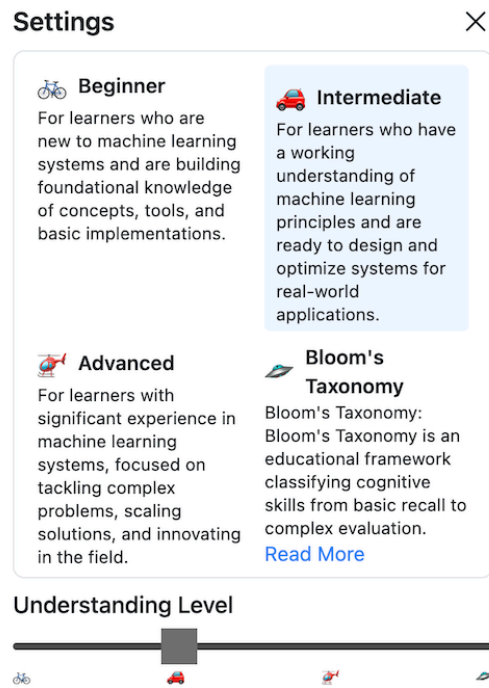 Settings
Beginner
For learners who are
new to machine learning
systems and are building
foundational knowledge
of concepts, tools, and
basic implementations.
Intermediate
For learners who have
a working
understanding of
machine learning
principles and are
ready to design and
optimize systems for
real-world
applications.
Advanced
For learners with
significant experience in
machine learning
systems, focused on
tackling complex
problems, scaling
solutions, and innovating
in the field.
Bloom's
Taxonomy
Bloom's Taxonomy:
Bloom's Taxonomy is an
educational framework
classifying cognitive
skills from basic recall to
complex evaluation.
Read More
Understanding Level